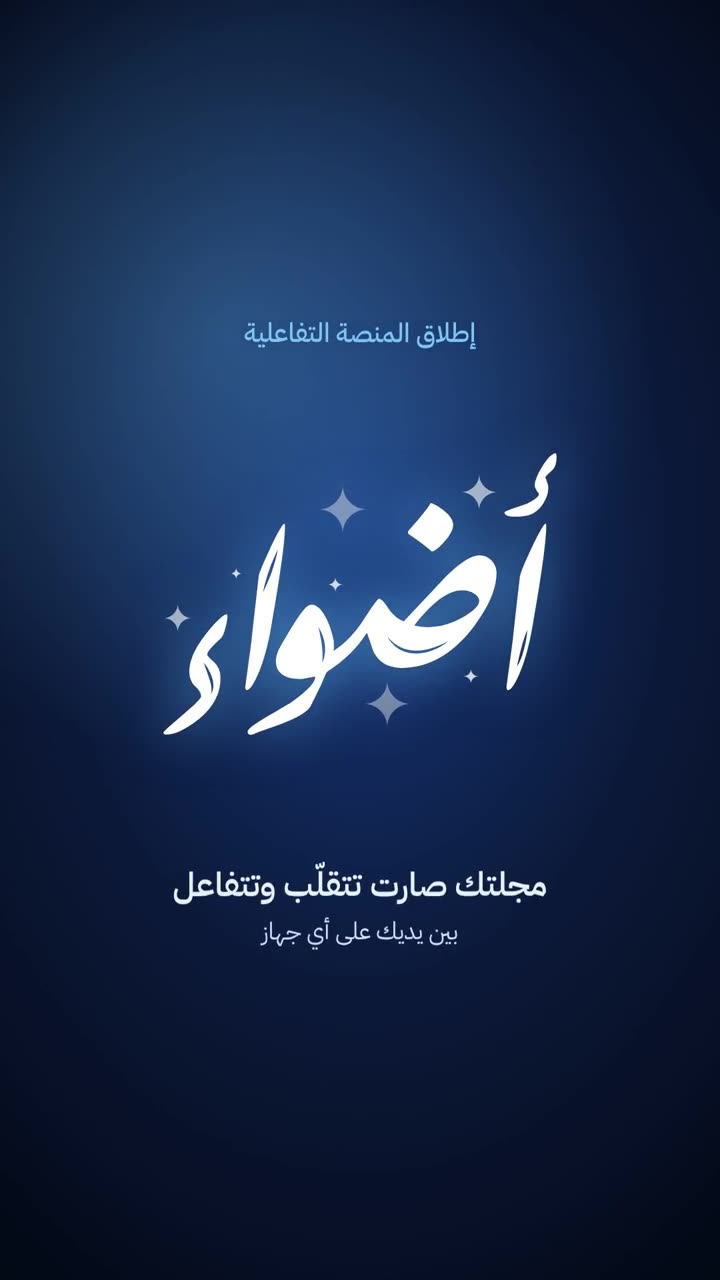 إطلاق المنصة التفاعلية
أضواء
مجلتك صارت تتقلّب وتتفاعل
بين يديك على أي جهاز